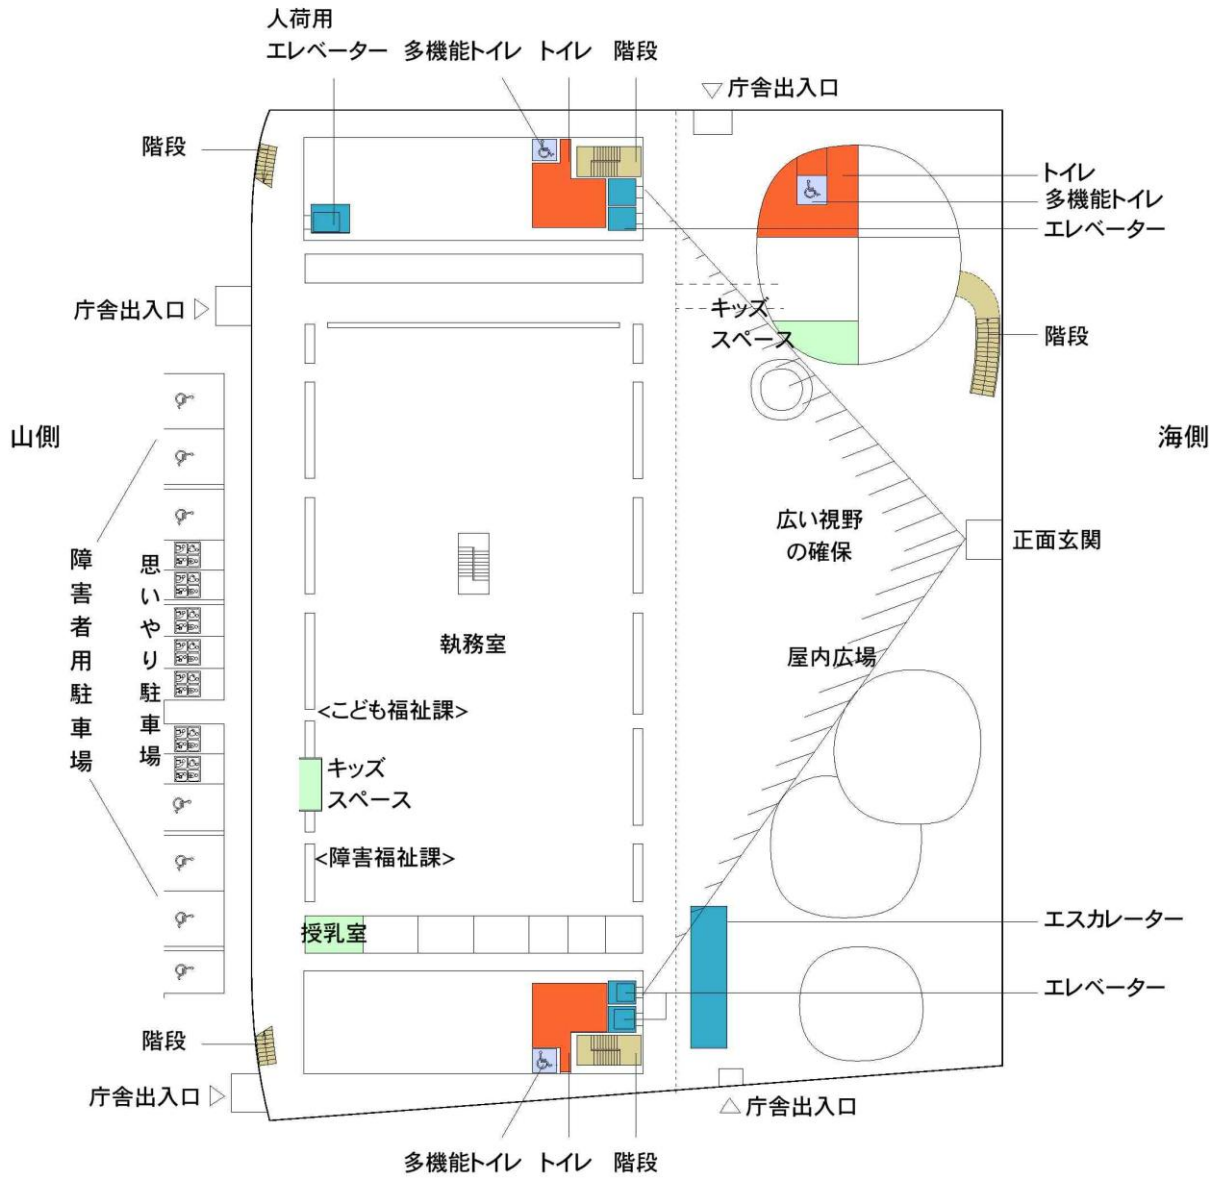 人荷用
エレベーター
多機能トイレ
トイレ
階段
庁舎出入口
階段
トイレ
多機能トイレ
エレベーター
庁舎出入口
キッズ
スペース
階段
山側
海側
広い視野
の確保
正面玄関
障害者用駐車場
思いやり駐車場
執務室
屋内広場
<こども福祉課>
キッズ
スペース
<障害福祉課>
エスカレーター
授乳室
エレベーター
階段
庁舎出入口
庁舎出入口
多機能トイレ
トイレ
階段